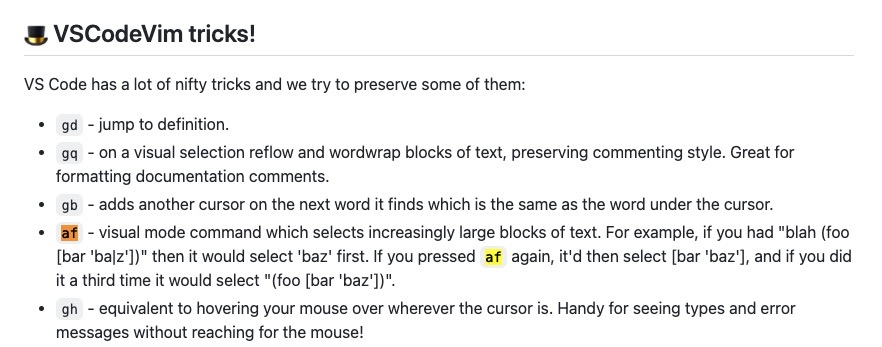 🎩 VSCodeVim tricks!
VS Code has a lot of nifty tricks and we try to preserve some of them:
• gd - jump to definition.
• gq - on a visual selection reflow and wordwrap blocks of text, preserving commenting style. Great for
formatting documentation comments.
• gb - adds another cursor on the next word it finds which is the same as the word under the cursor.
• af - visual mode command which selects increasingly large blocks of text. For example, if you had "blah (foo
[bar 'ba|z'])" then it would select 'baz' first. If you pressed af again, it'd then select [bar 'baz'], and if you did
it a third time it would select "(foo [bar 'baz'])".
• gh - equivalent to hovering your mouse over wherever the cursor is. Handy for seeing types and error
messages without reaching for the mouse!